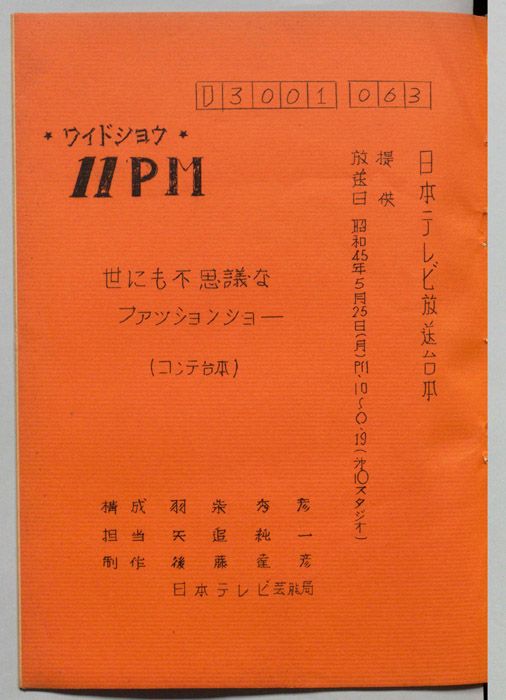 D3001 063
日本テレビ放送台本
提供
放送日 昭和45年5月25日(月)PM、10〜0、19(10スタジオ)
★ワイドショウ★
11PM
世にも不思議な
ファッションショー
(コンテ台本)
構成 羽柴秀彦
担当 矢追純一
制作 後藤達彦
日本テレビ芸能局